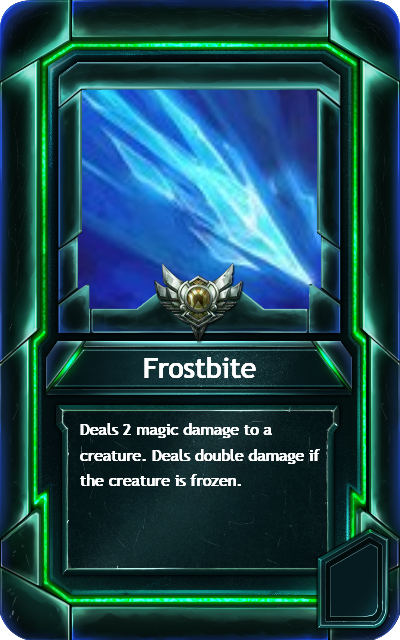 Frostbite
Deals 2 magic damage to a
creature. Deals double damage if
the creature is frozen.